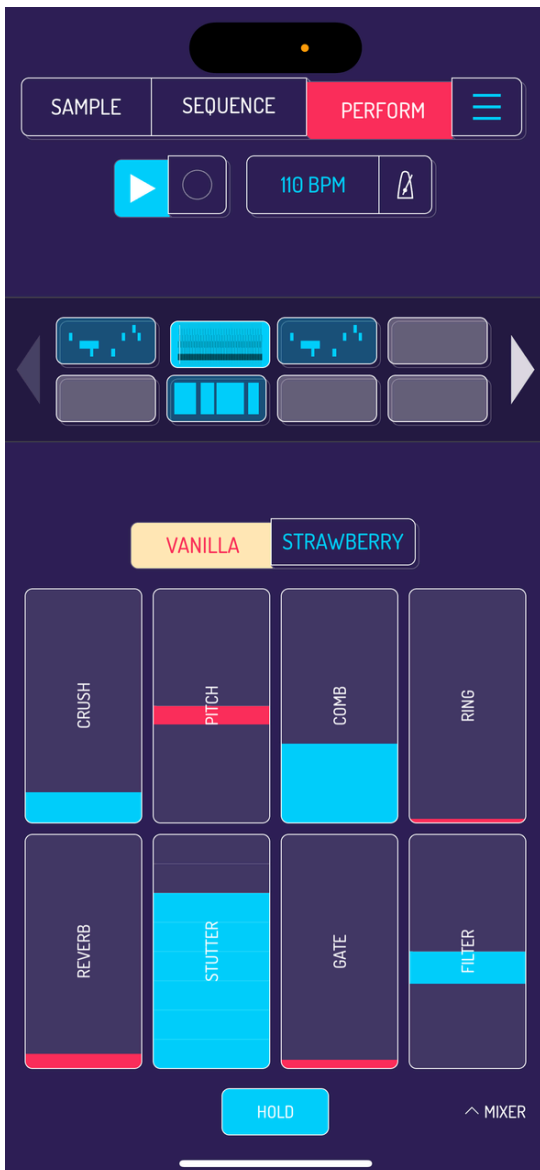 SAMPLE SEQUENCE PERFORM
110 BPM
VANILLA STRAWBERRY
CRUSH PITCH COMB RING
REVERB STUTTER GATE FILTER
HOLD MIXER